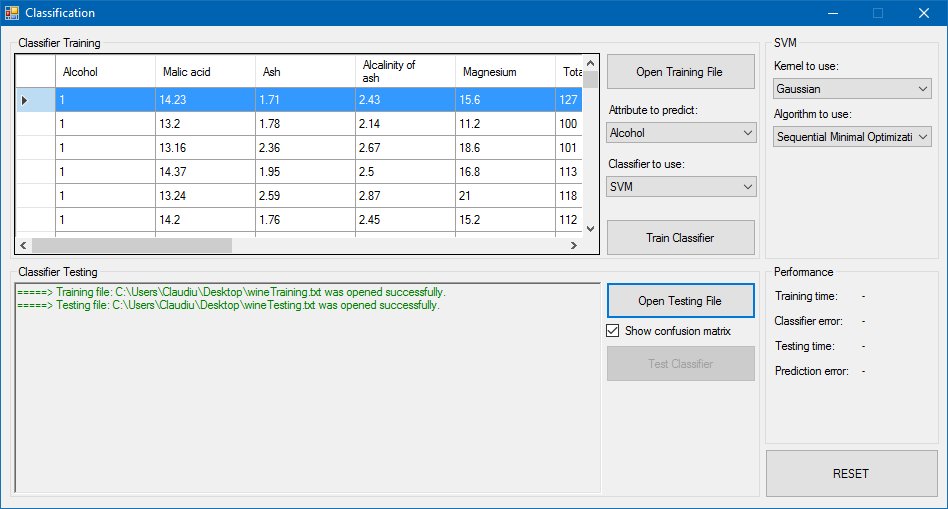 Classification
Classifier Training
Alcohol Malic acid Ash Alcalinity of ash Magnesium Tota
1 14.23 1.71 2.43 15.6 127
1 13.2 1.78 2.14 11.2 100
1 13.16 2.36 2.67 18.6 101
1 14.37 1.95 2.5 16.8 113
1 13.24 2.59 2.87 21 118
1 14.2 1.76 2.45 15.2 112
Open Training File
Attribute to predict:
Alcohol
Classifier to use:
SVM
Train Classifier
SVM
Kernel to use:
Gaussian
Algorithm to use:
Sequential Minimal Optimizati
Classifier Testing
=====> Training file: C:\Users\Claudiu\Desktop\wineTraining.txt was opened successfully.
=====> Testing file: C:\Users\Claudiu\Desktop\wineTesting.txt was opened successfully.
Open Testing File
Show confusion matrix
Test Classifier
Perfomance
Training time: -
Classifier error: -
Testing time: -
Prediction error: -
RESET